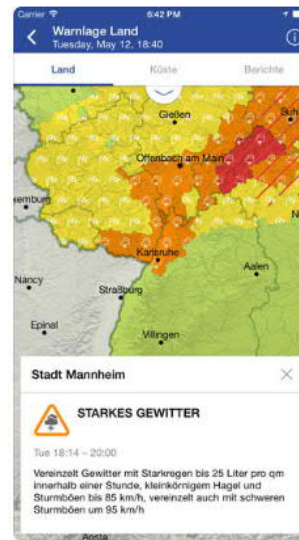 Carrier 6:42 PM
Warnlage Land
Tuesday, May 12, 18:40
Land Küste Berichte
Gießen
Suhl
Offenbach am Main
Karlsruhe
Nancy
Straßburg
Aalen
Epinal
Villingen
Stadt Mannheim
STARKES GEWITTER
Tue 18:14 – 20:00
Vereinzelt Gewitter mit Starkregen bis 25 Liter pro qm
innerhalb einer Stunde, kleinkörnigem Hagel und
Sturmböen bis 85 km/h, vereinzelt auch mit schweren
Sturmböen um 95 km/h
Aosta